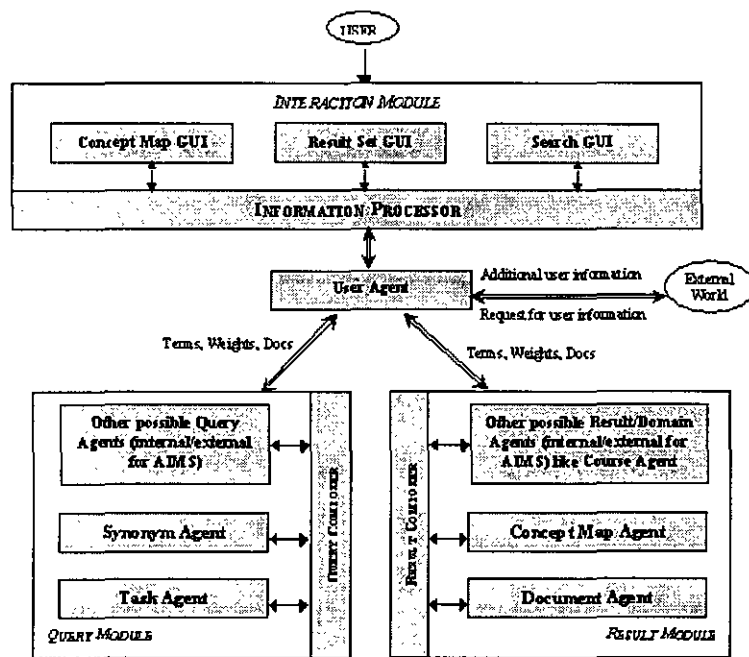 USER
INTERACITON MODULE
Concept Map GUI
Result Set GUI
Search GUI
INFORMATION PROCESSOR
User Agent
Additional user information
Request for user information
External
World
Terms, Weights, Docs
Terms, Weights, Docs
Other possible Query
Agents (internal/external
for AIMS)
Synonym Agent
Task Agent
QUERY COMIONER
QUERY MODULE
RESULT COMIONER
Other possible Result/Domain
Agents (internal/external for
AIMS) like Course Agent
Concept Map Agent
Document Agent
RESULT MODULE